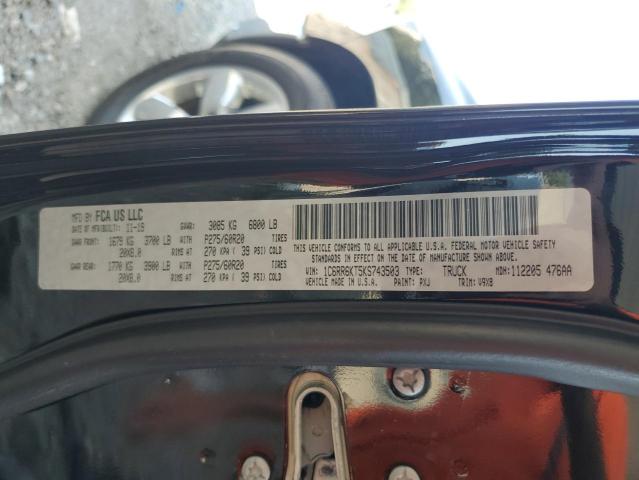 MFD BY FCA US LLC
DATE OF MFR(BUILT): 11-19 GVWR: 3085 KG 6800 LB
GAWR FRONT: 1679 KG 3700 LB WITH P275/60R20 TIRES
20X8.0 RIMS AT 270 KPA ( 39 PSI) COLD
GAWR REAR: 1770 KG 3900 LB WITH P275/60R20 TIRES
20X8.0 RIMS AT 270 KPA ( 39 PSI) COLD
THIS VEHICLE CONFORMS TO ALL APPLICABLE U.S.A. FEDERAL MOTOR VEHICLE SAFETY
STANDARDS IN EFFECT ON THE DATE OF MANUFACTURE SHOWN ABOVE.
VIN: 1C6RR6KT5KS743503 TYPE: TRUCK MDH: 112205 476AA
VEHICLE MADE IN U.S.A. PAINT: PXJ TRIM: V9X8